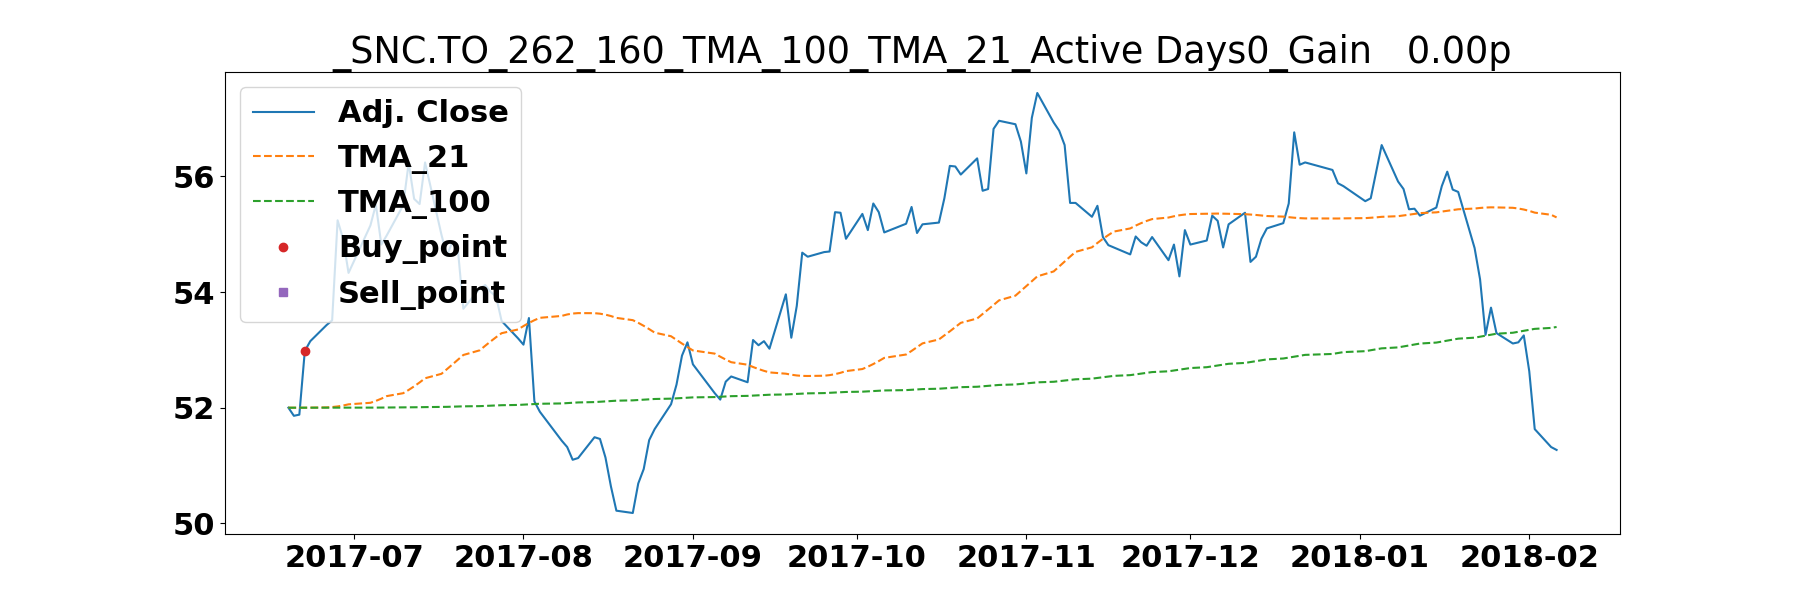 _SNC.TO_262_160_TMA_100_TMA_21_Active Days0_Gain   0.00p
Adj. Close
TMA_21
TMA_100
Buy_point
Sell_point
56
54
52
50
2017-07 2017-08 2017-09 2017-10 2017-11 2017-12 2018-01 2018-02